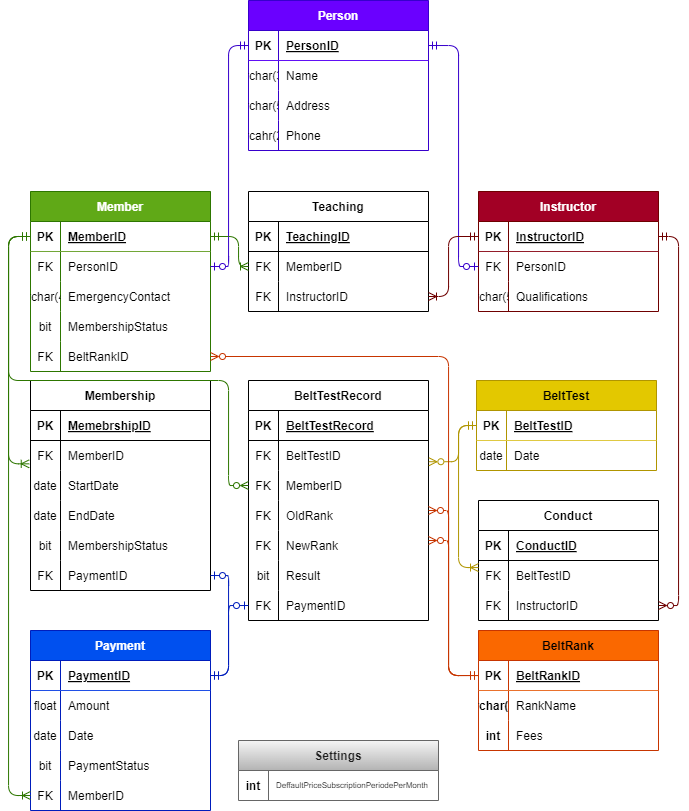 Person
PK PersonID
char( Name
char( Address
cahr( Phone
Member
PK MemberID
FK PersonID
char( EmergencyContact
bit MembershipStatus
FK BeltRankID
Teaching
PK TeachingID
FK MemberID
FK InstructorID
Instructor
PK InstructorID
FK PersonID
char( Qualifications
Membership
PK MemebrshipID
FK MemberID
date StartDate
date EndDate
bit MembershipStatus
FK PaymentID
BeltTestRecord
PK BeltTestRecord
FK BeltTestID
FK MemberID
FK OldRank
FK NewRank
bit Result
FK PaymentID
BeltTest
PK BeltTestID
date Date
Conduct
PK ConductID
FK BeltTestID
FK InstructorID
Payment
PK PaymentID
float Amount
date Date
bit PaymentStatus
FK MemberID
BeltRank
PK BeltRankID
char( RankName
int Fees
Settings
int DeffaultPriceSubscriptionPeriodePerMonth